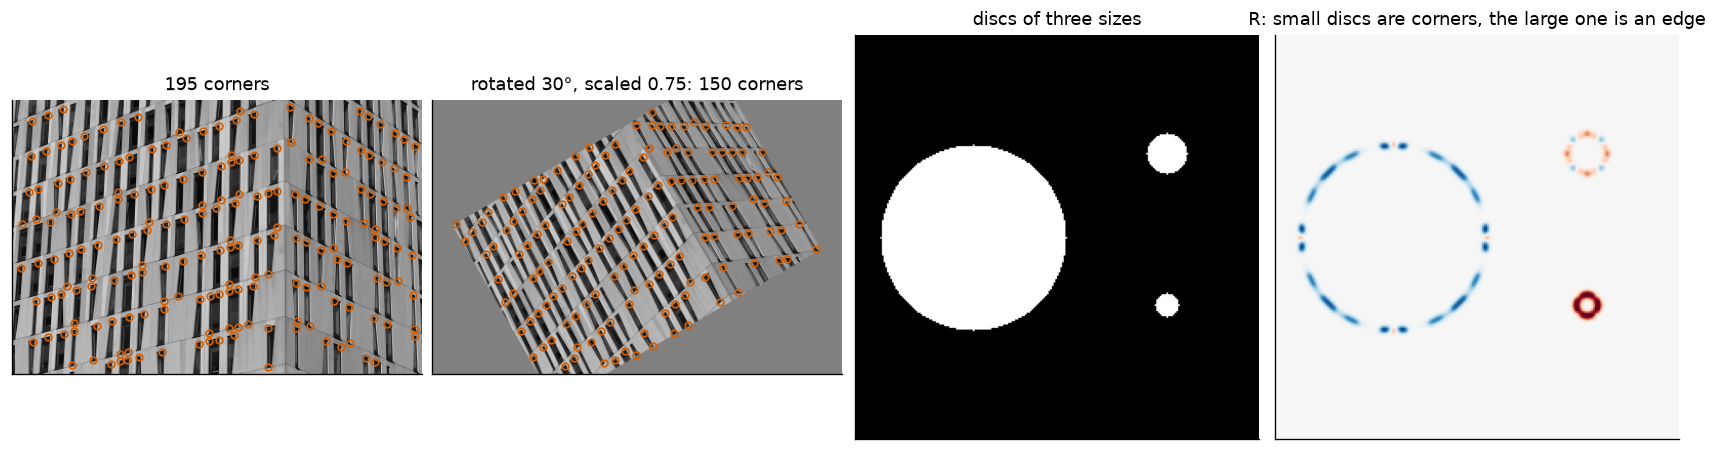 195 corners
rotated 30°, scaled 0.75: 150 corners
discs of three sizes
R: small discs are corners, the large one is an edge